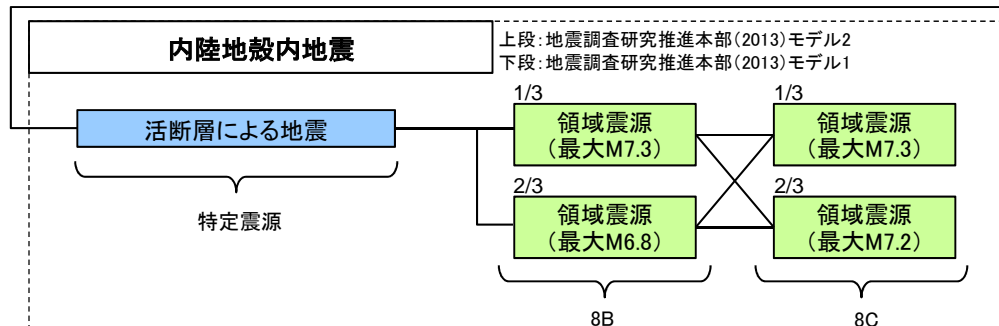 内陸地殻内地震
上段:地震調査研究推進本部(2013)モデル2
下段:地震調査研究推進本部(2013)モデル1
1/3
1/3
活断層による地震
領域震源
(最大M7.3)
領域震源
(最大M7.3)
特定震源
2/3
2/3
領域震源
(最大M6.8)
領域震源
(最大M7.2)
8B
8C